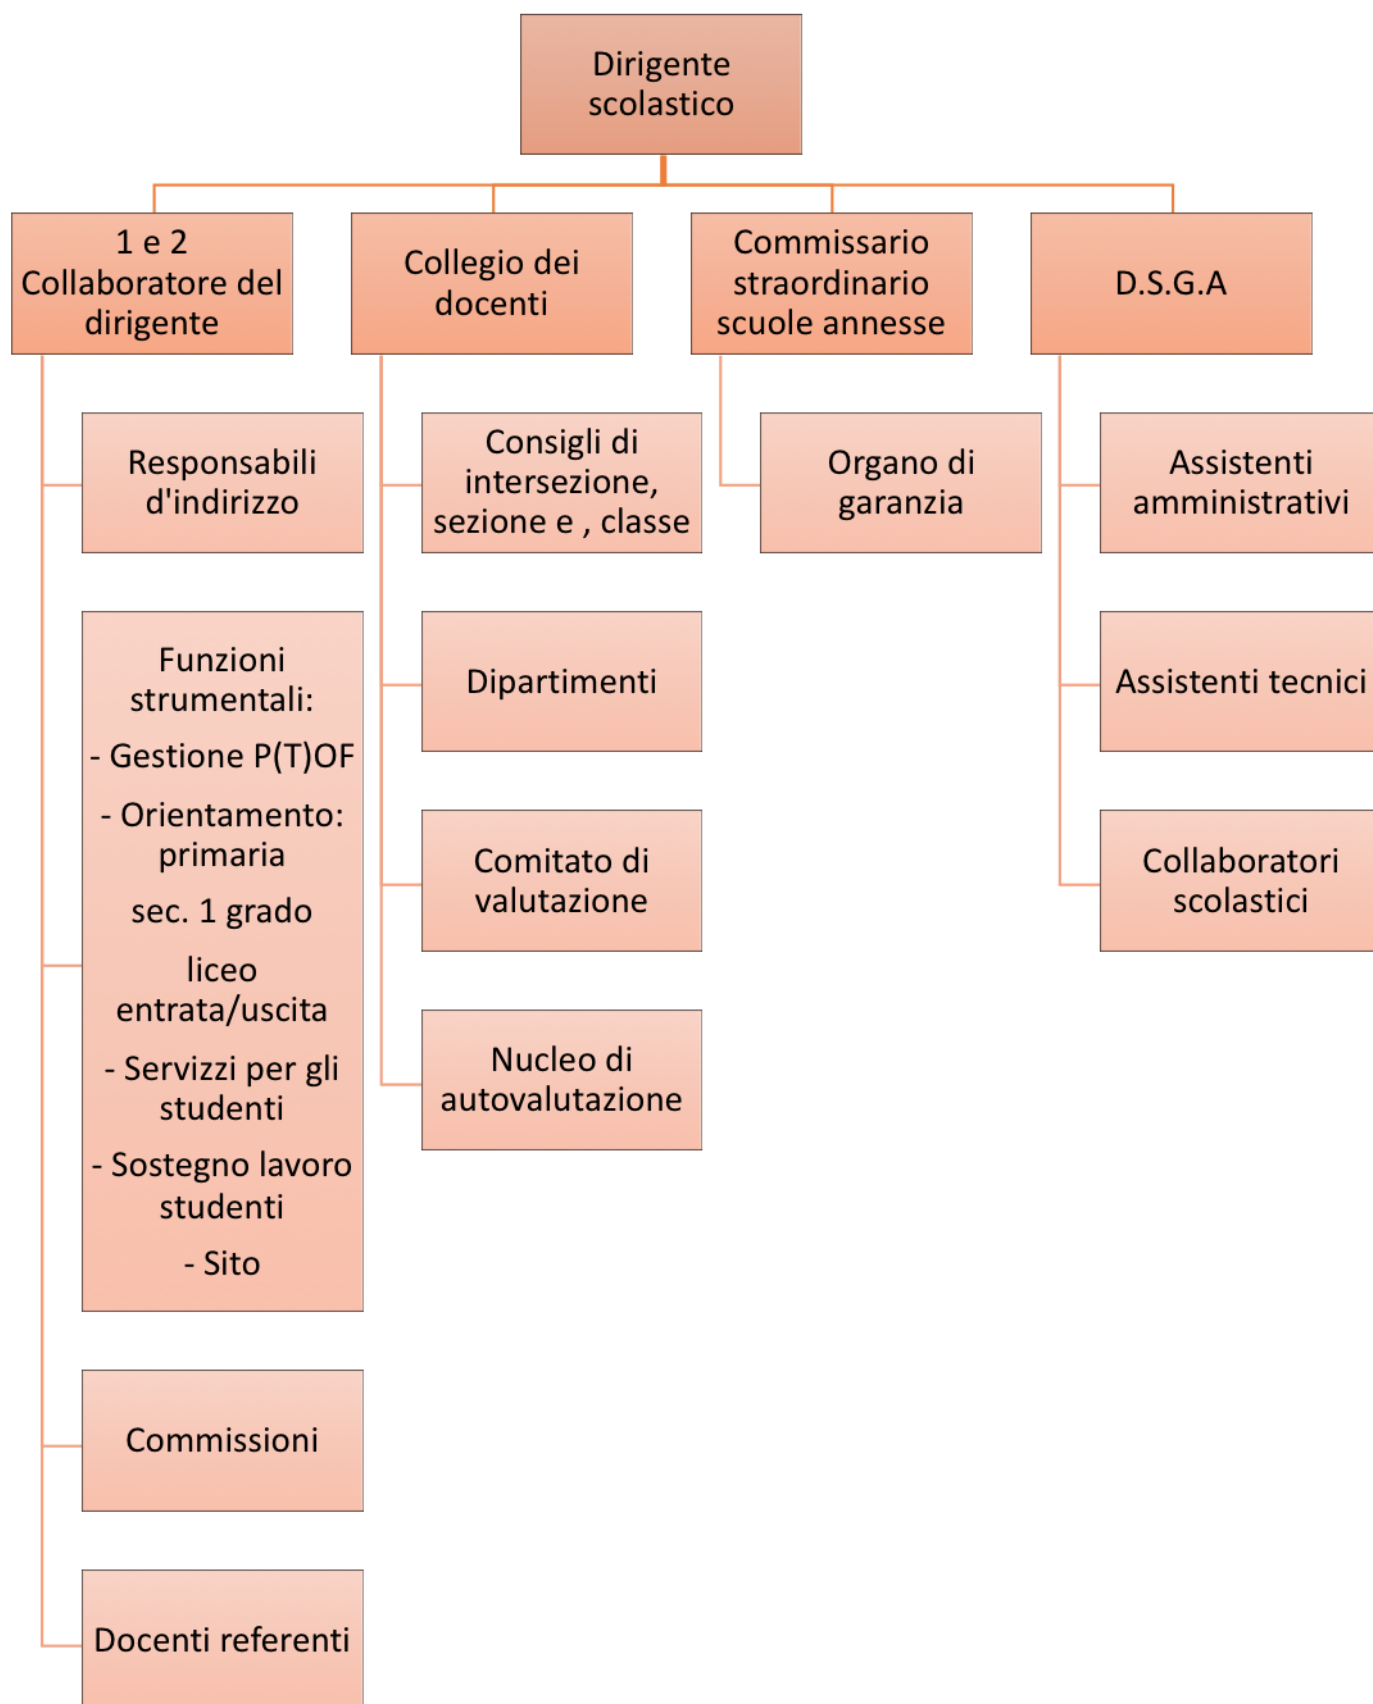 Dirigente
scolastico
1 e 2
Collaboratore del
dirigente
Collegio dei
docenti
Commissario
straordinario
scuole annesse
D.S.G.A
Responsabili
d'indirizzo
Funzioni
strumentali:
- Gestione P(T)OF
- Orientamento:
primaria
sec. 1 grado
liceo
entrata/uscita
- Servizzi per gli
studenti
- Sostegno lavoro
studenti
- Sito
Commissioni
Docenti referenti
Consigli di
intersezione,
sezione e , classe
Dipartimenti
Comitato di
valutazione
Nucleo di
autovalutazione
Organo di
garanzia
Assistenti
amministrativi
Assistenti tecnici
Collaboratori
scolastici